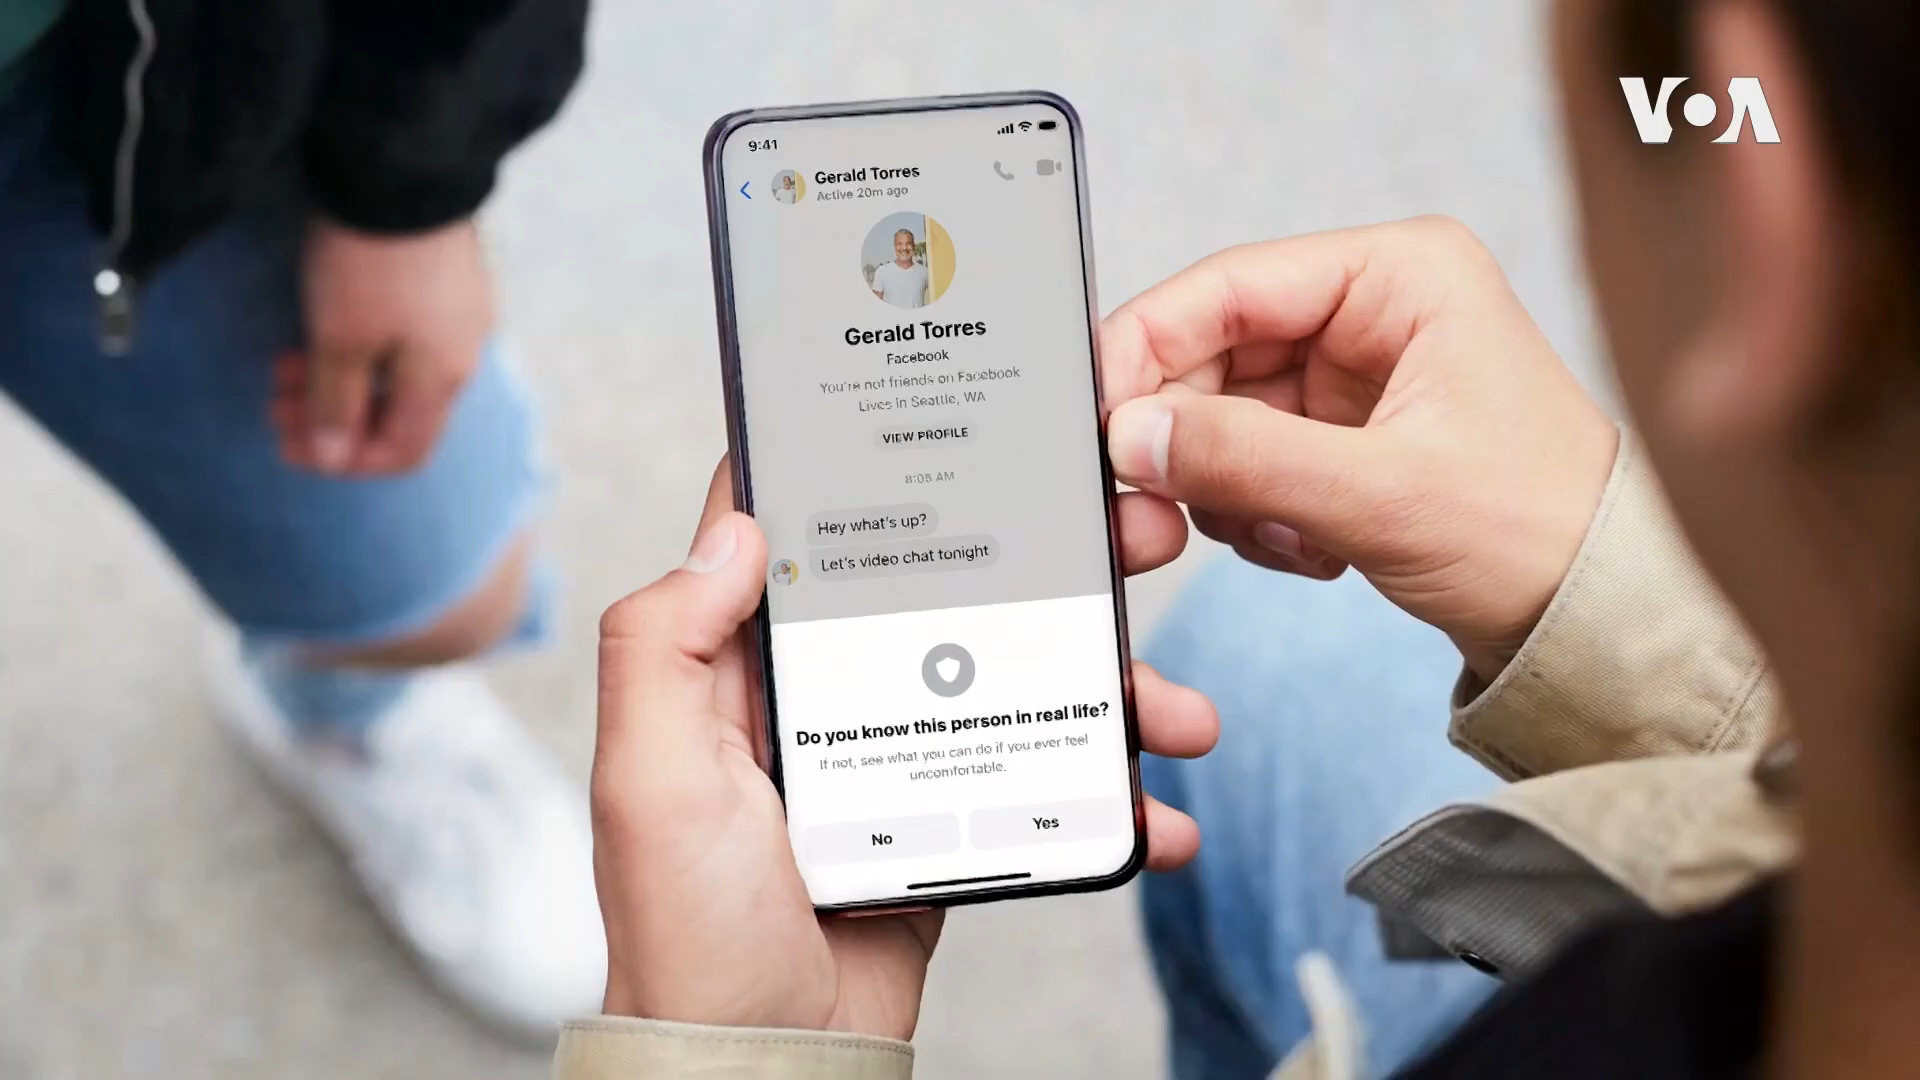 VOA
9:41
Gerald Torres
Active 20m ago
Gerald Torres
Facebook
You're not friends on Facebook
Lives in Seattle, WA
VIEW PROFILE
8:05 AM
Hey what's up?
Let's video chat tonight
Do you know this person in real life?
If not, see what you can do if you ever feel
uncomfortable.
No
Yes